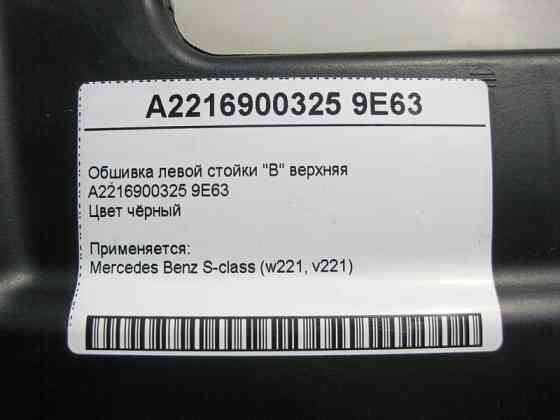 A2216900325 9E63
Обшивка левой стойки "В" верхняя
A2216900325 9E63
Цвет чёрный
Применяется:
Mercedes Benz S-class (w221, v221)